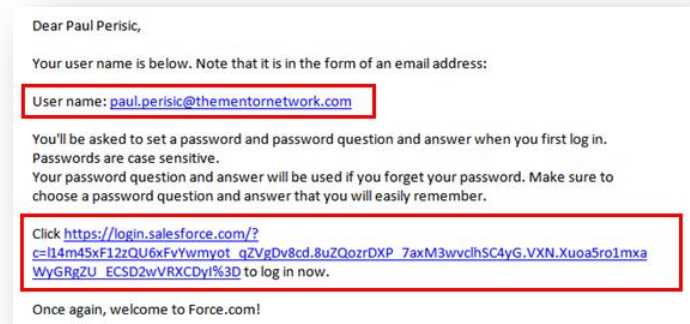 Dear Paul Perisic,
Your user name is below. Note that it is in the form of an email address:
User name: paul.perisic@thementornetwork.com
You'll be asked to set a password and password question and answer when you first log in.
Passwords are case sensitive.
Your password question and answer will be used if you forget your password. Make sure to
choose a password question and answer that you will easily remember.
Click https://login.salesforce.com/?
c=l14m45xF12zQU6xFvYwmyot_qZVgDv8cd.8uZQozrDXP_7axM3wvclhSC4yG.VXN.Xuoa5ro1mxa
WyGRgZU_ECSD2wVRXCDyI%3D to log in now.
Once again, welcome to Force.com!